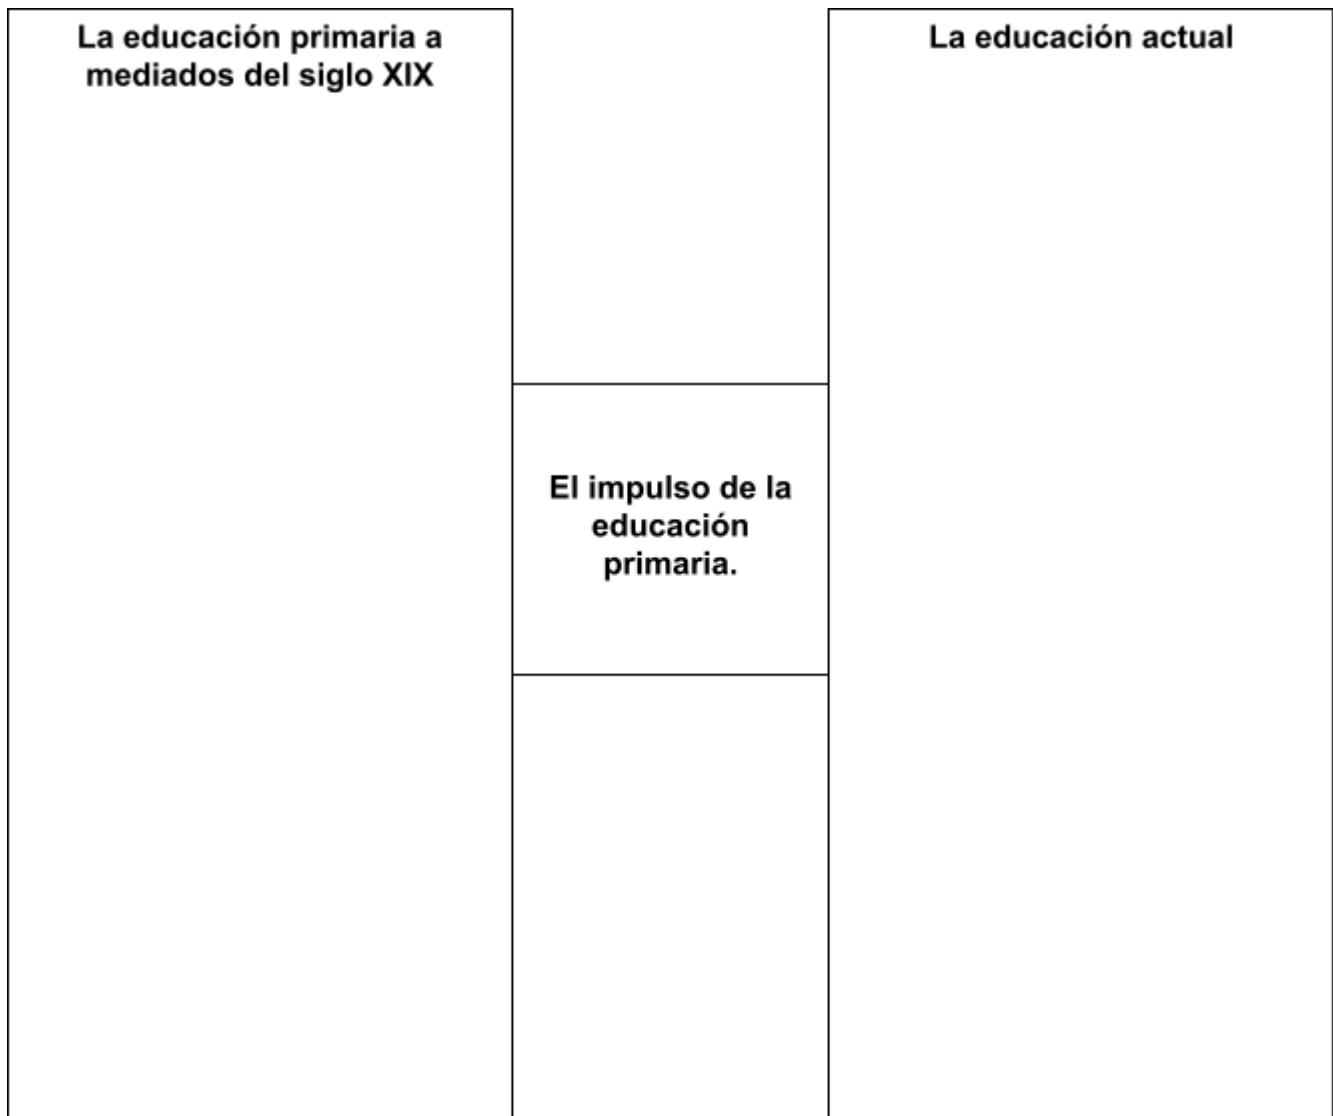 La educación primaria a
mediados del siglo XIX
El impulso de la
educación
primaria.
La educación actual